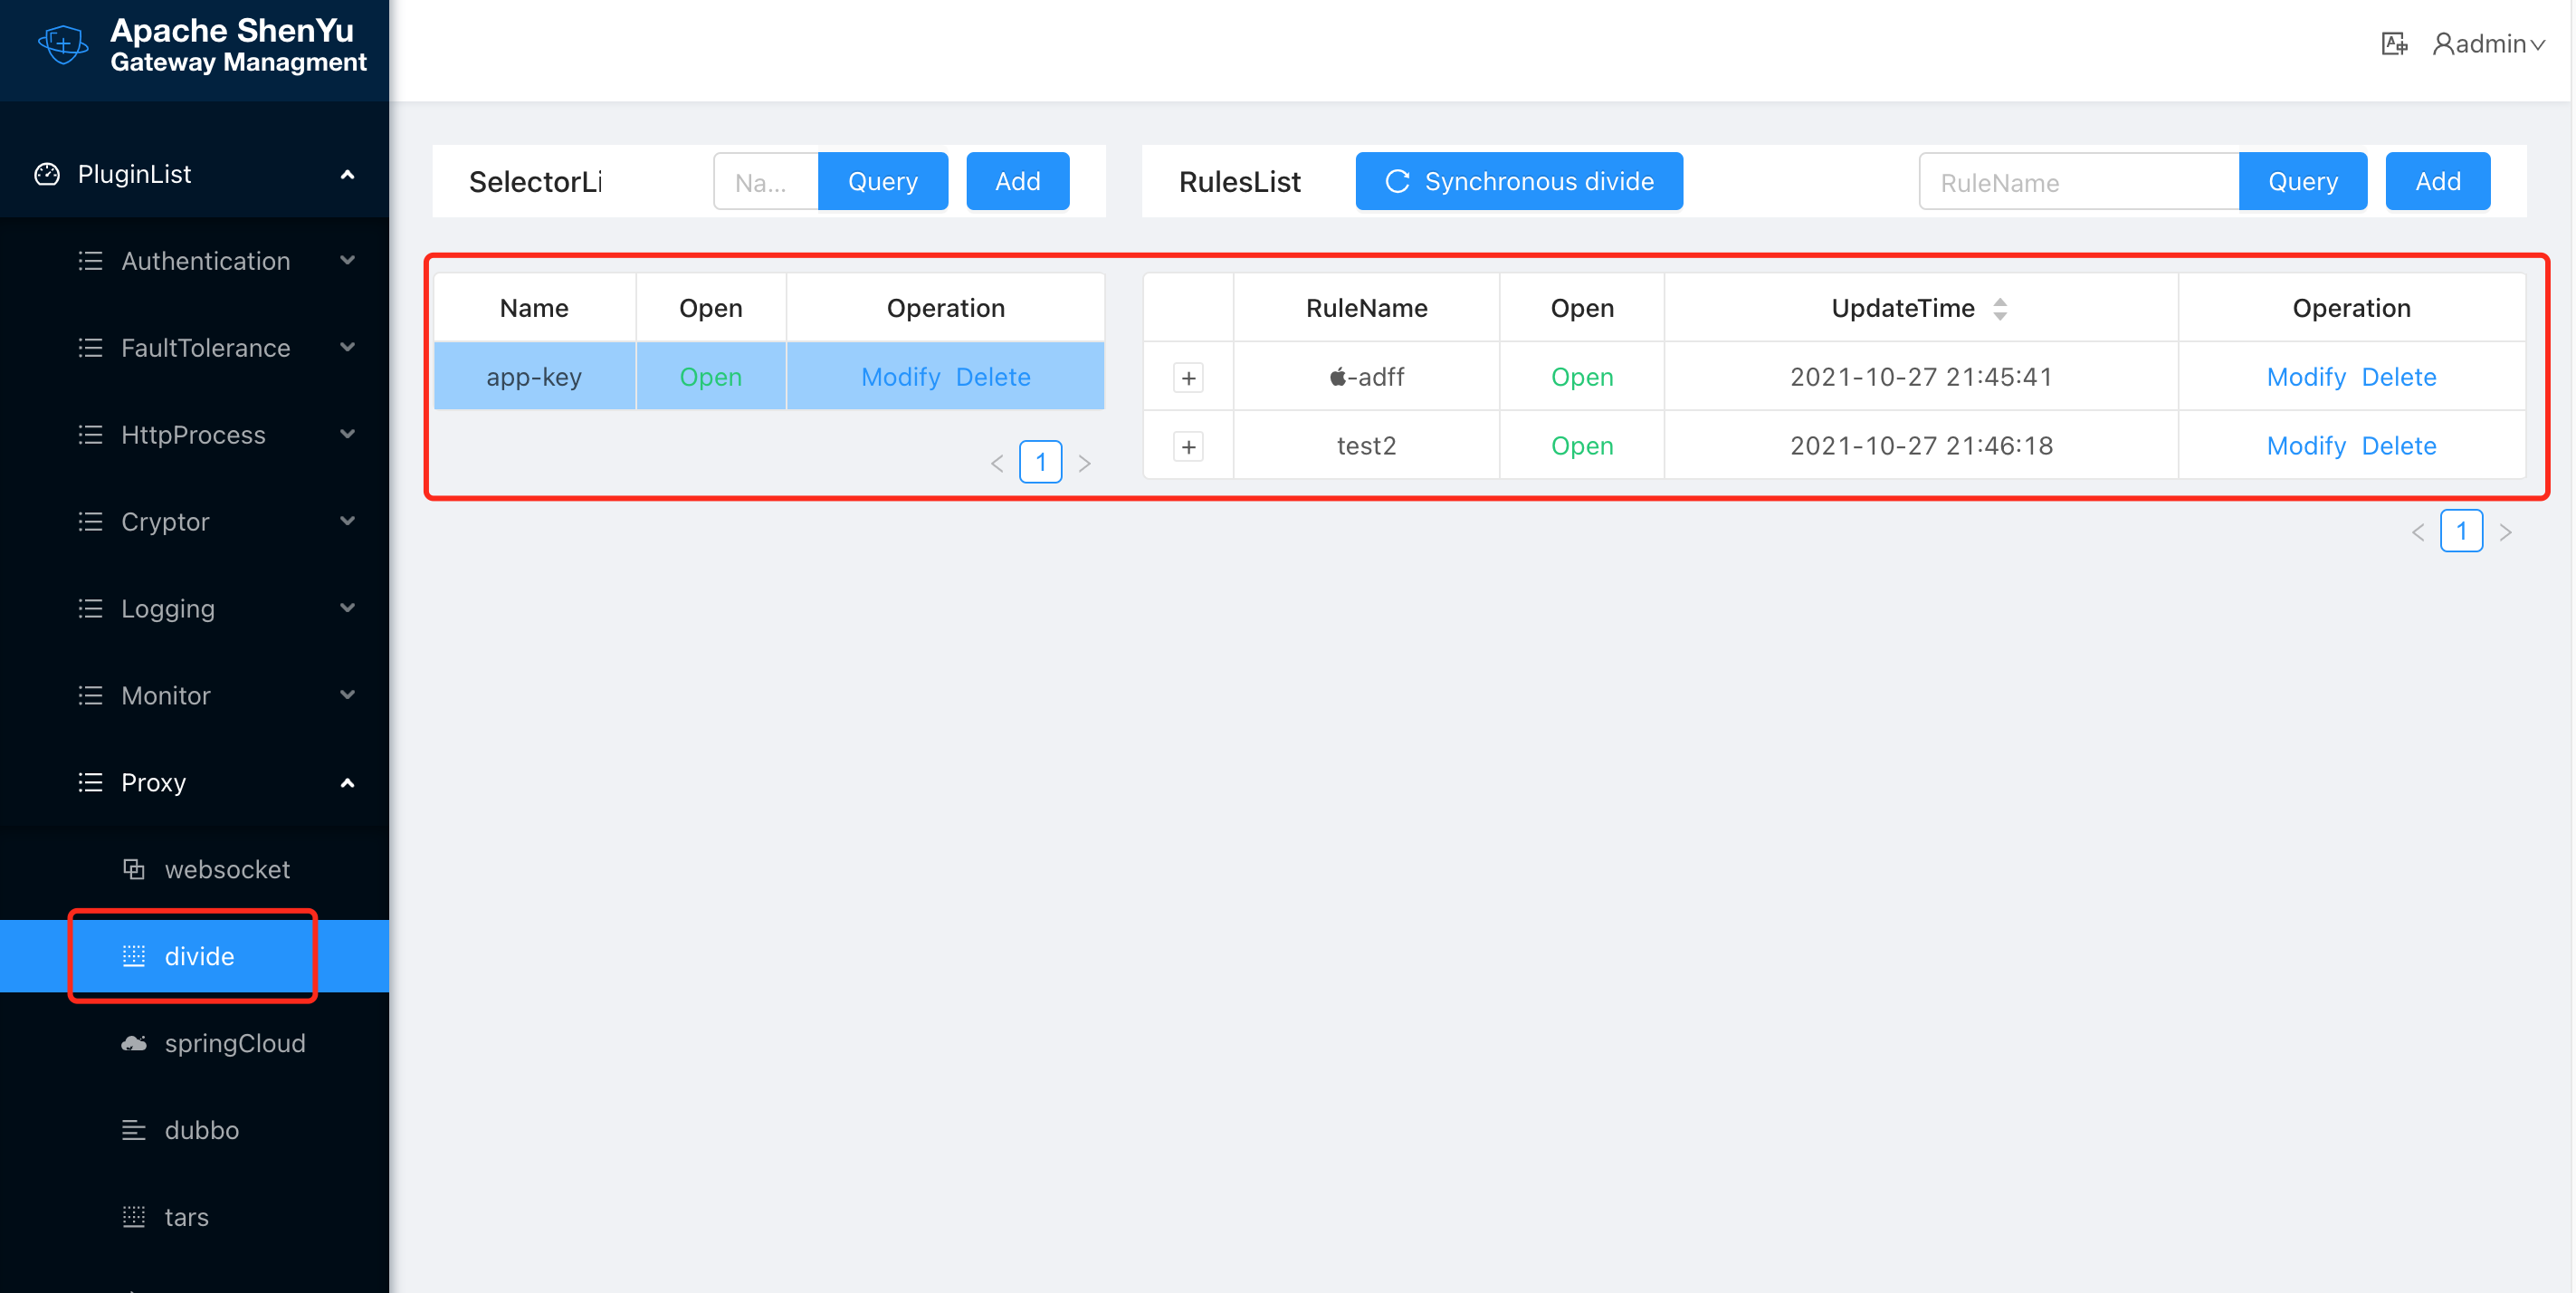 Apache ShenYu
Gateway Managment
admin
PluginList
Authentication
FaultTolerance
HttpProcess
Cryptor
Logging
Monitor
Proxy
websocket
divide
springCloud
dubbo
tars
SelectorLi
Na...
Query
Add
Name Open Operation
app-key Open Modify Delete
1
RulesList
Synchronous divide
RuleName
Query
Add
RuleName Open UpdateTime Operation
-adff Open 2021-10-27 21:45:41 Modify Delete
test2 Open 2021-10-27 21:46:18 Modify Delete
1